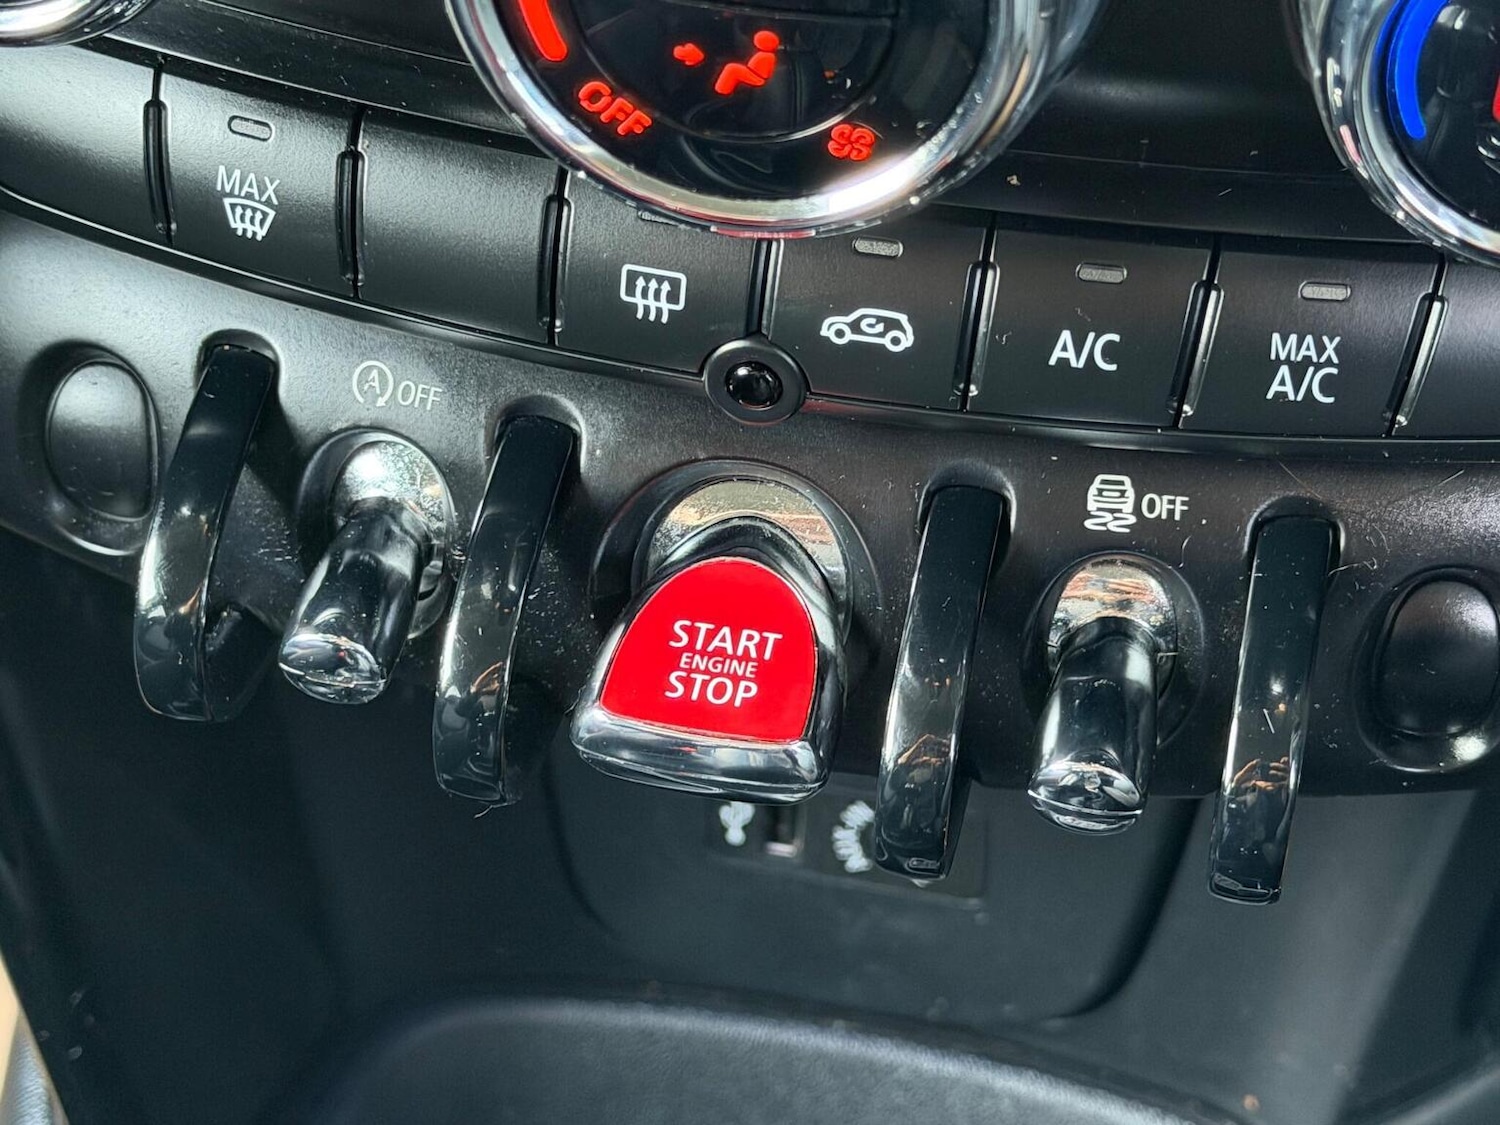 OFF
MAX
A/C
MAX
A/C
A OFF
OFF
START
ENGINE
STOP